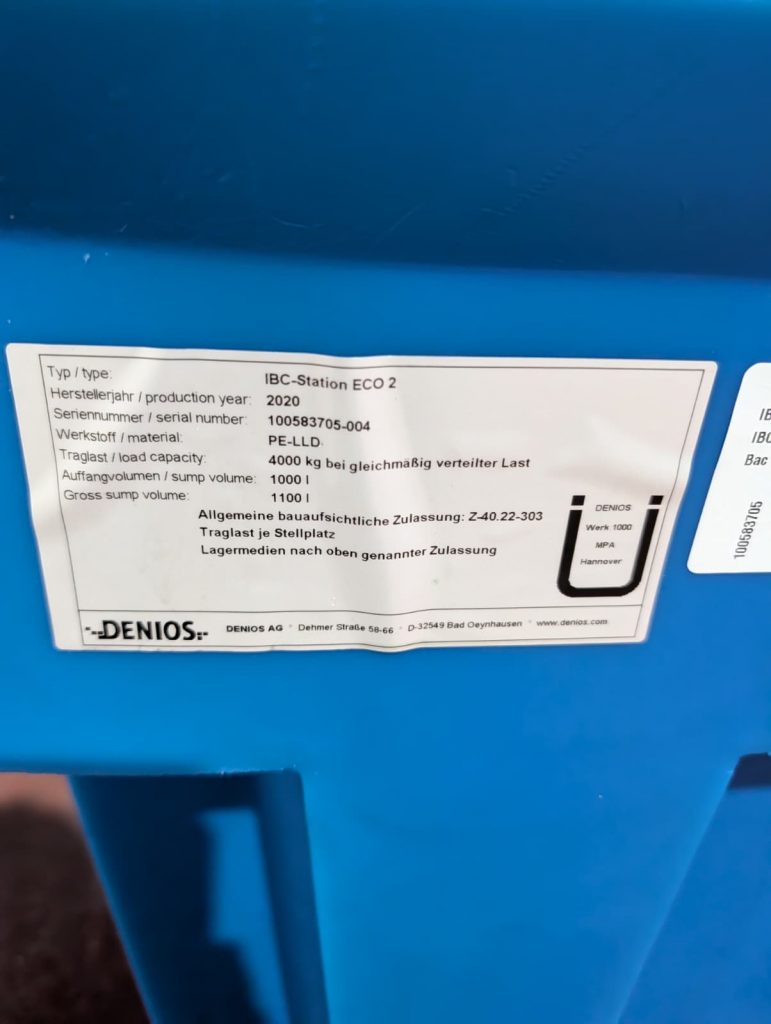 Typ / type: IBC-Station ECO 2
Herstellerjahr / production year: 2020
Seriennummer / serial number: 100583705-004
Werkstoff / material: PE-LLD
Traglast / load capacity: 4000 kg bei gleichmäßig verteilter Last
Auffangvolumen / sump volume: 1000 l
Gross sump volume: 1100 l
Allgemeine bauaufsichtliche Zulassung: Z-40.22-303
Traglast je Stellplatz
Lagermedien nach oben genannter Zulassung
DENIOS
Werk 1000
MPA
Hannover
DENIOS DENIOS AG * Dehmer Straße 58-66 * D-32549 Bad Oeynhausen * www.denios.com
IB
IBC
Bac
100583705